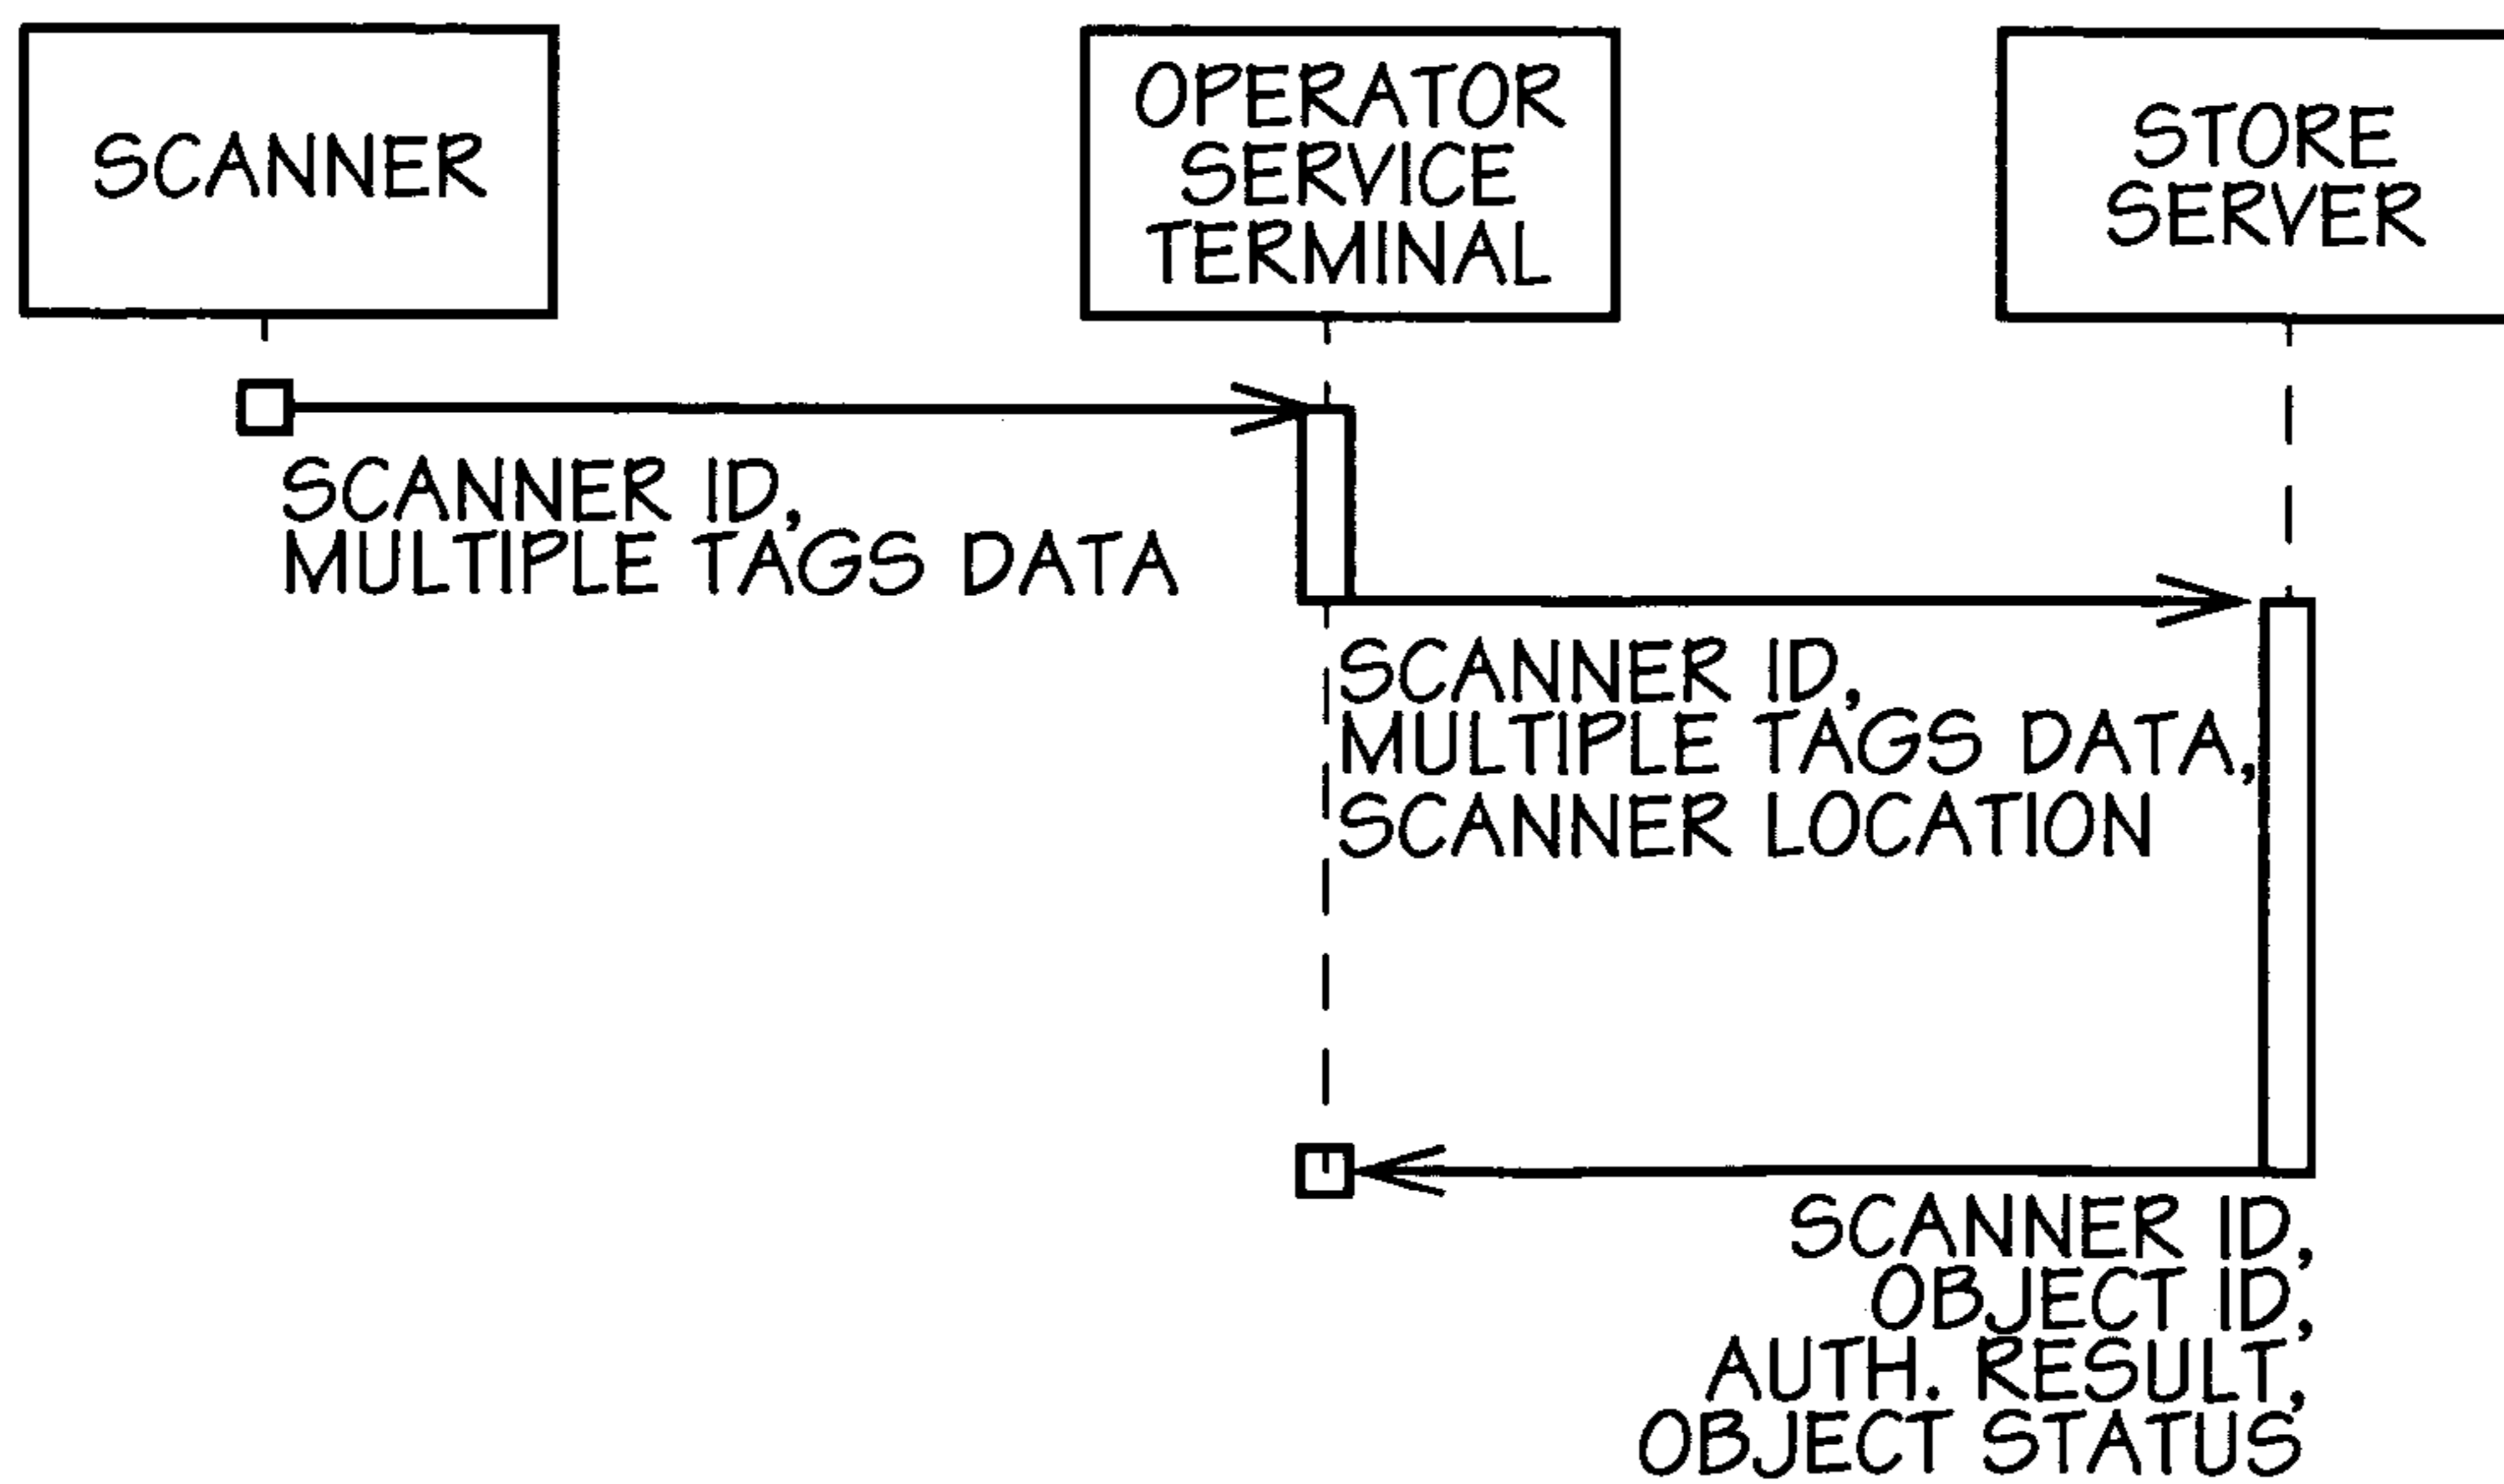 SCANNER
OPERATOR
SERVICE
TERMINAL
STORE
SERVER
SCANNER ID,
MULTIPLE TAGS DATA
SCANNER ID,
MULTIPLE TAGS DATA,
SCANNER LOCATION
SCANNER ID,
OBJECT ID,
AUTH. RESULT,
OBJECT STATUS